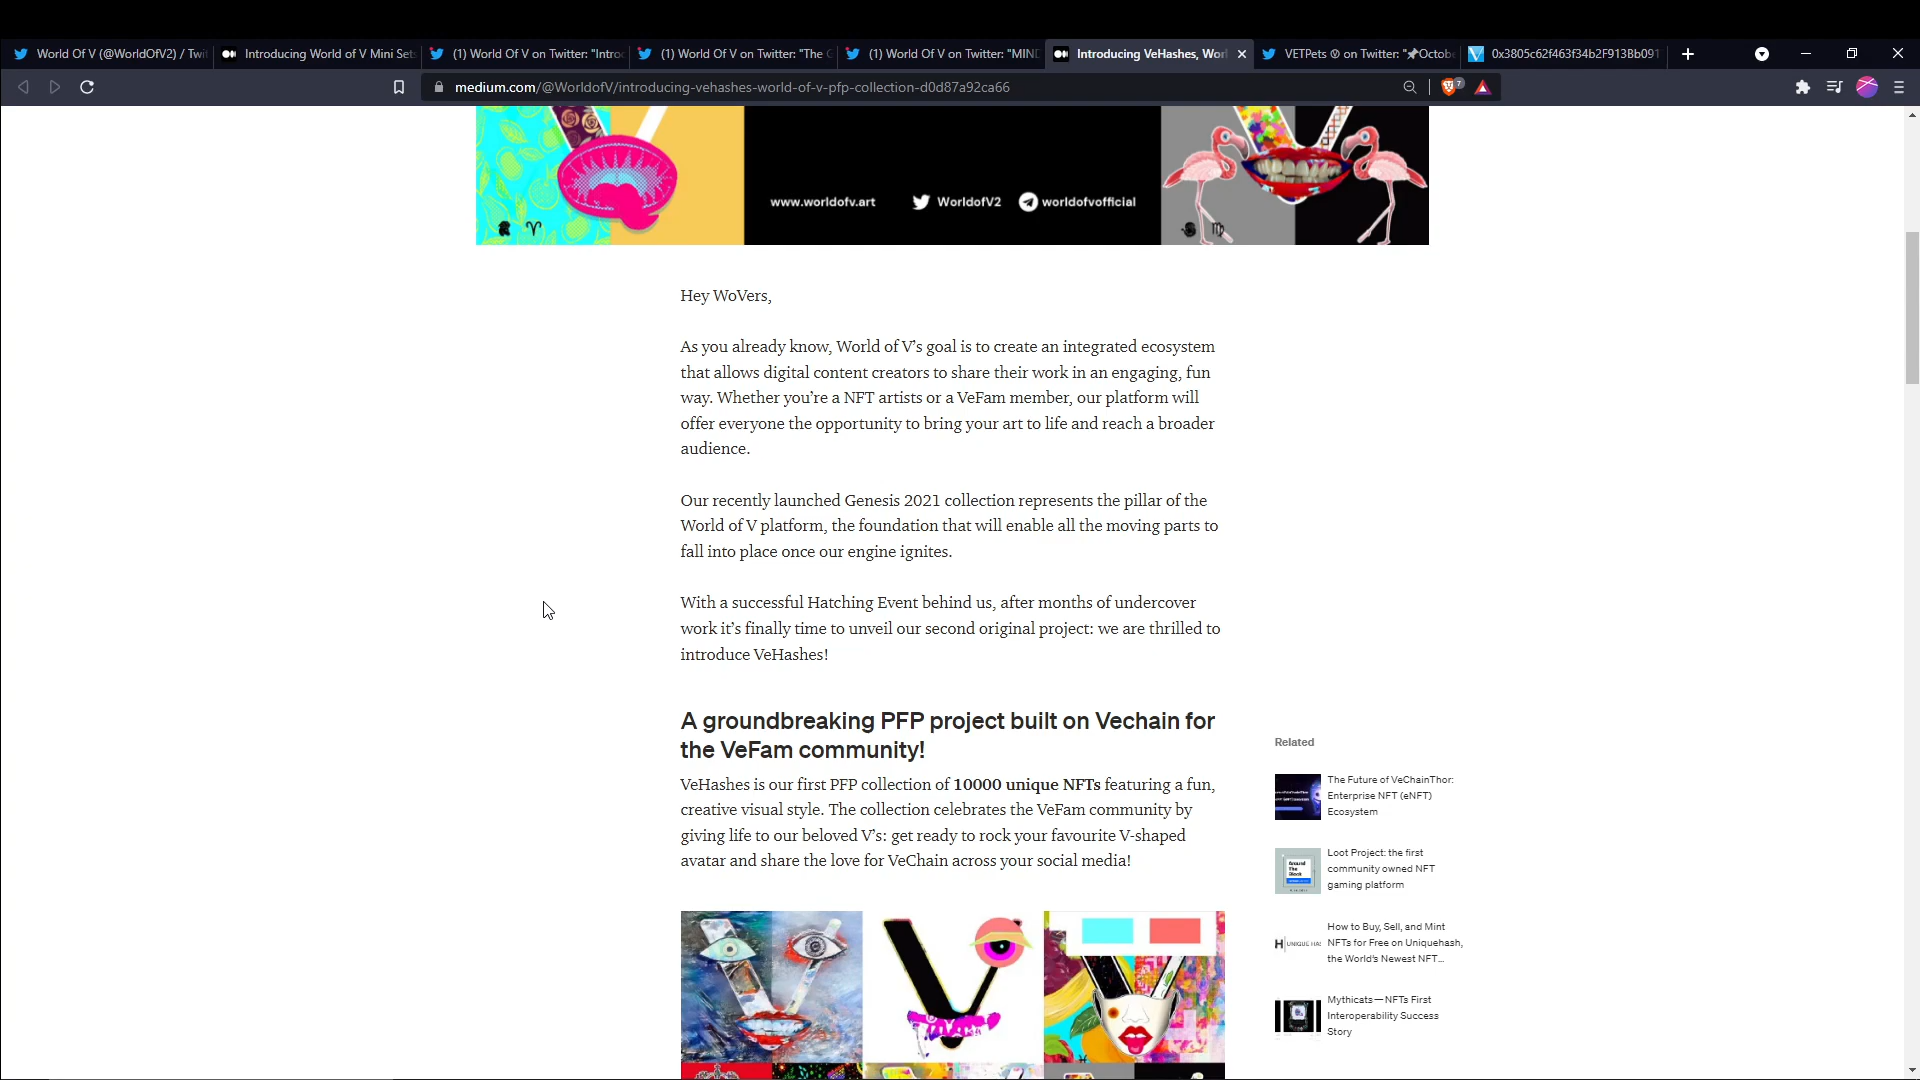 World Of V (@WorldOfV2) / Twi
Introducing World of V Mini Sets
(1) World Of V on Twitter: "Intro
(1) World Of V on Twitter: "The G
(1) World Of V on Twitter: "MIND
Introducing VeHashes, Wor
VETPets on Twitter: "📌Octobe
0x3805c62f463f34b2F913Bb091
medium.com/@WorldofV/introducing-vehashes-world-of-v-pfp-collection-d0d87a92ca66
7
www.worldofv.art
WorldofV2
worldofvofficial
Hey WoVers,
As you already know, World of V's goal is to create an integrated ecosystem
that allows digital content creators to share their work in an engaging, fun
way. Whether you're a NFT artists or a VeFam member, our platform will
offer everyone the opportunity to bring your art to life and reach a broader
audience.
Our recently launched Genesis 2021 collection represents the pillar of the
World of V platform, the foundation that will enable all the moving parts to
fall into place once our engine ignites.
With a successful Hatching Event behind us, after months of undercover
work it's finally time to unveil our second original project: we are thrilled to
introduce VeHashes!
A groundbreaking PFP project built on Vechain for
the VeFam community!
VeHashes is our first PFP collection of 10000 unique NFTs featuring a fun,
creative visual style. The collection celebrates the VeFam community by
giving life to our beloved V's: get ready to rock your favourite V-shaped
avatar and share the love for VeChain across your social media!
Related
The Future of VeChainThor:
Enterprise NFT (eNFT)
Ecosystem
Loot Project: the first
community owned NFT
gaming platform
How to Buy, Sell, and Mint
NFTs for Free on Uniquehash,
the World's Newest NFT...
Mythicats — NFTs First
Interoperability Success
Story